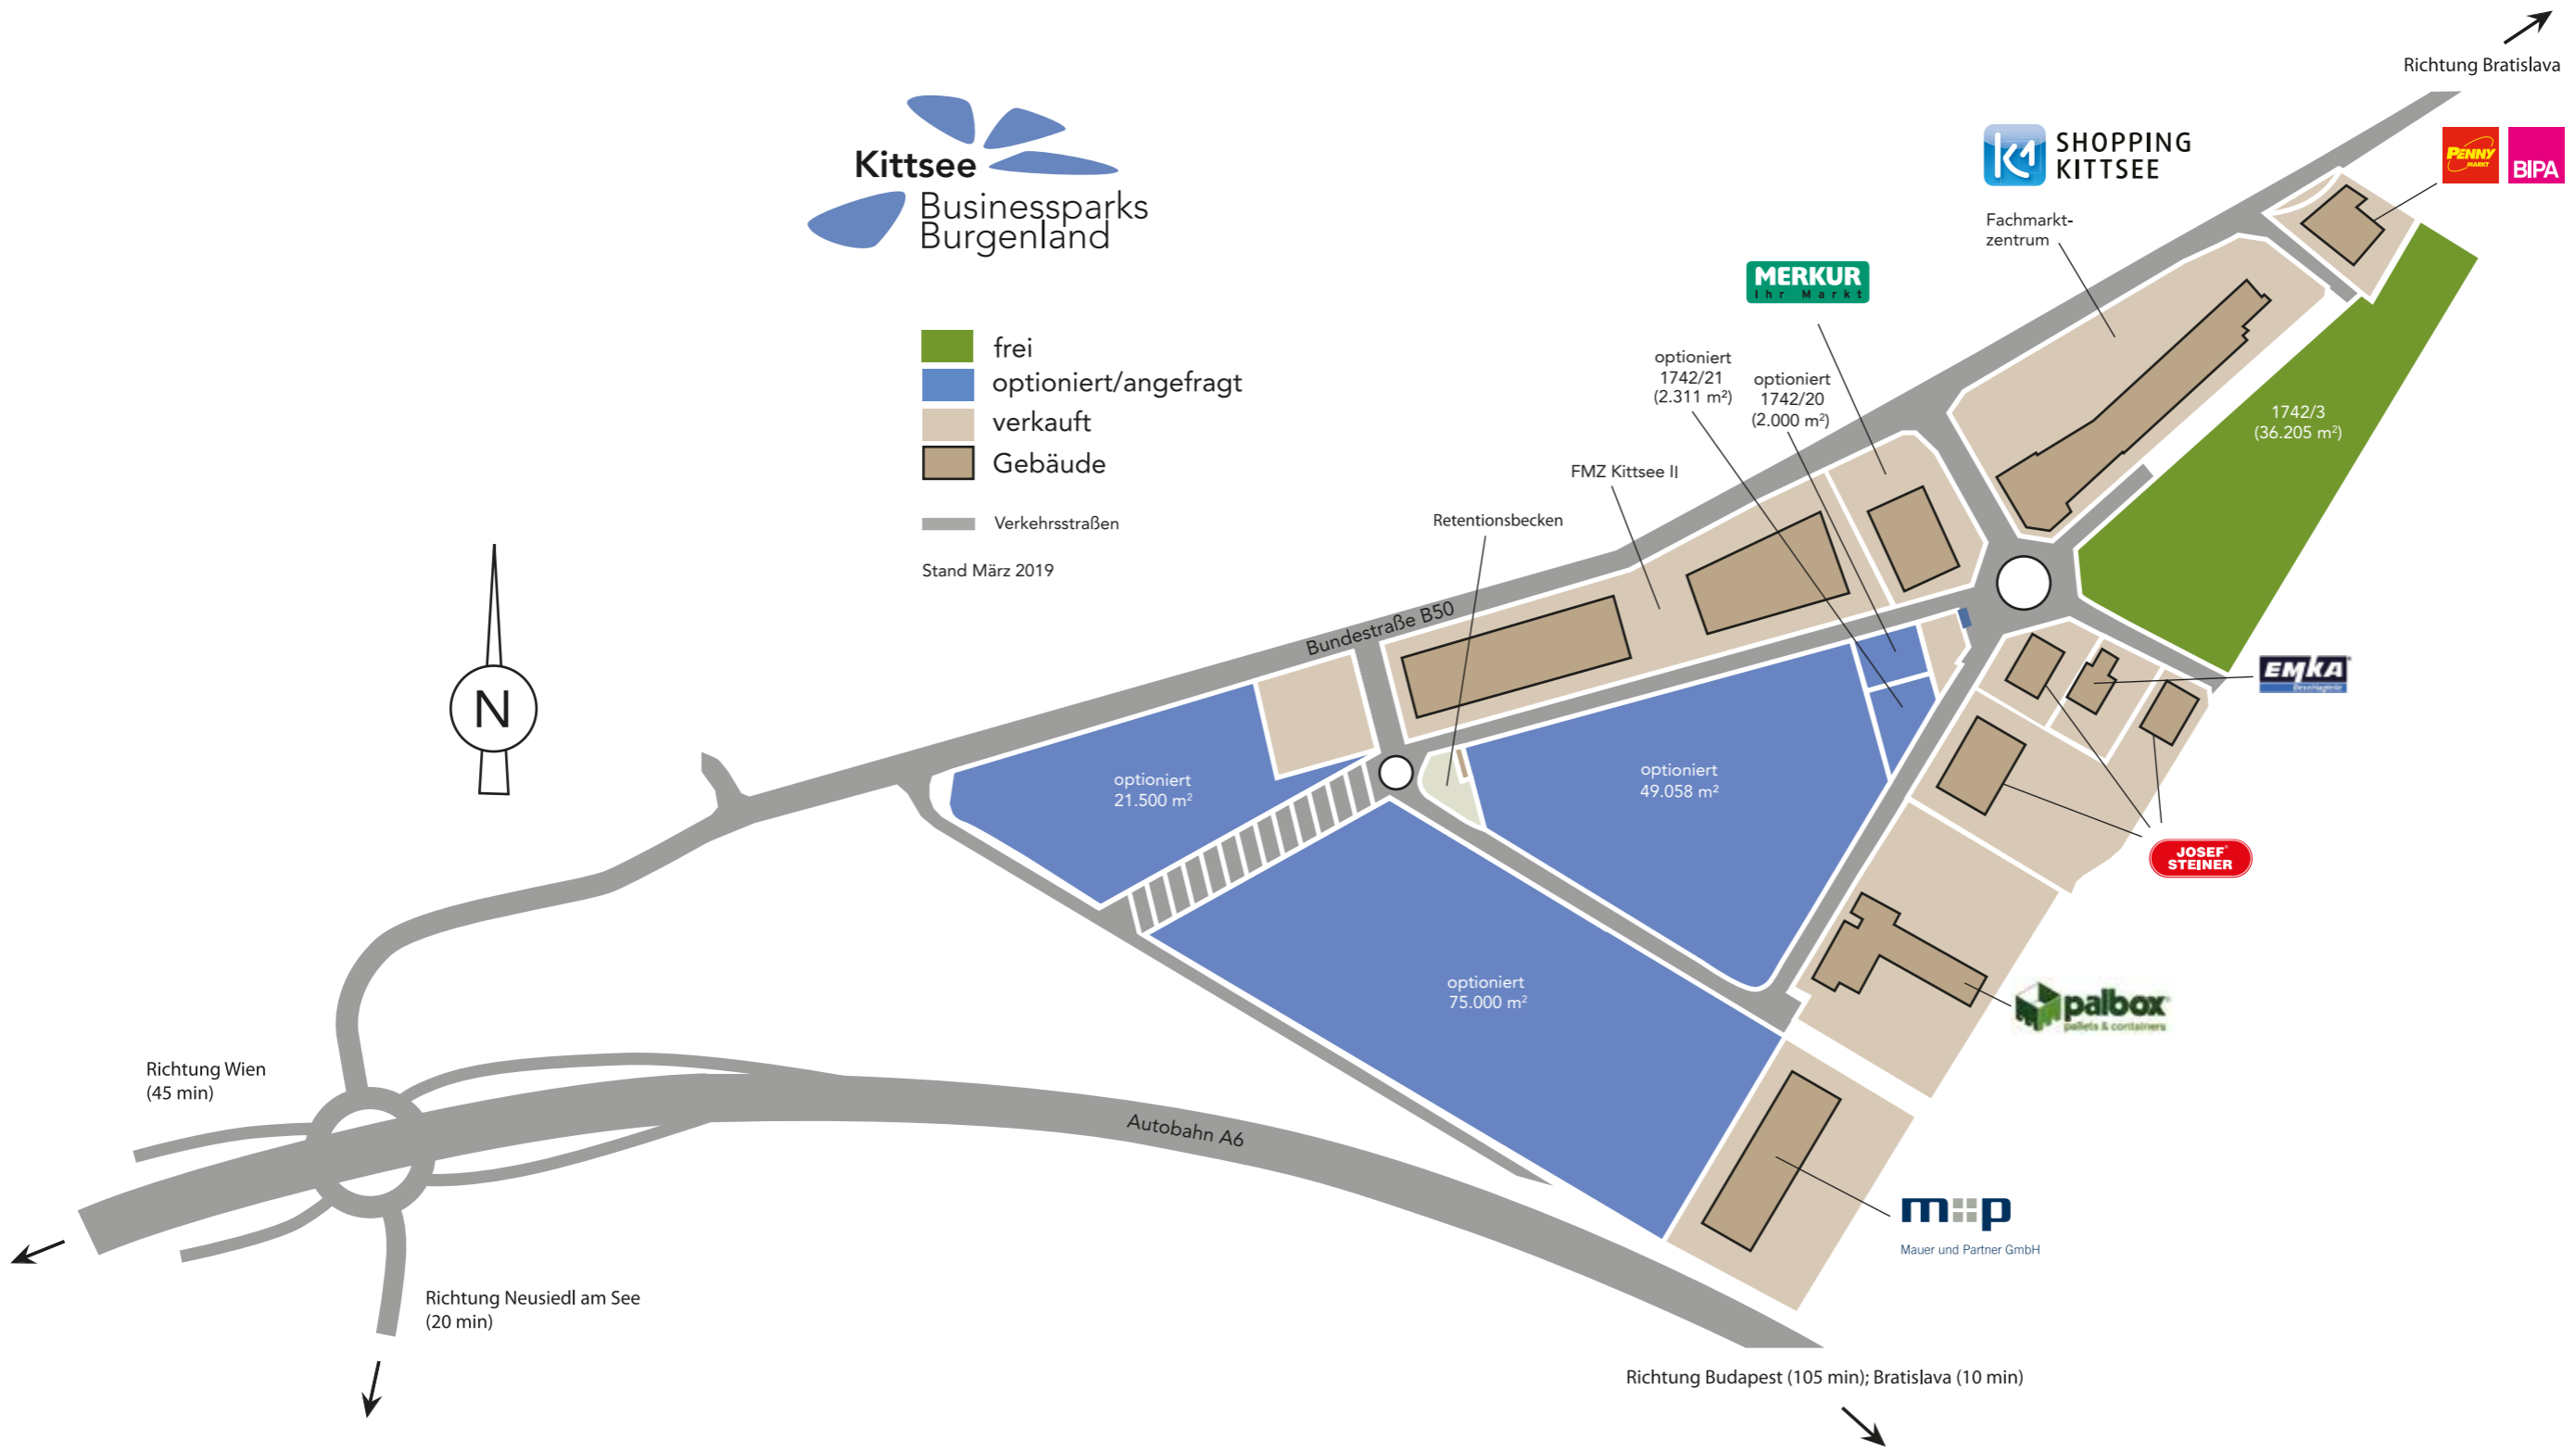 Richtung Bratislava
Kittsee
Businessparks
Burgenland
K1
SHOPPING
KITTSEE
PENNY
MARKT
BIPA
Fachmarkt-
zentrum
MERKUR
Ihr Markt
frei
optioniert/angefragt
verkauft
Gebäude
Verkehrsstraßen
Stand März 2019
optioniert
1742/21
(2.311 m²)
optioniert
1742/20
(2.000 m²)
1742/3
(36.205 m²)
FMZ Kittsee II
Retentionsbecken
Bundestraße B50
N
EMKA
Beschlagteile
optioniert
21.500 m²
optioniert
49.058 m²
JOSEF
STEINER
optioniert
75.000 m²
palbox
pallets & containers
Richtung Wien
(45 min)
Autobahn A6
m p
Mauer und Partner GmbH
Richtung Neusiedl am See
(20 min)
Richtung Budapest (105 min); Bratislava (10 min)